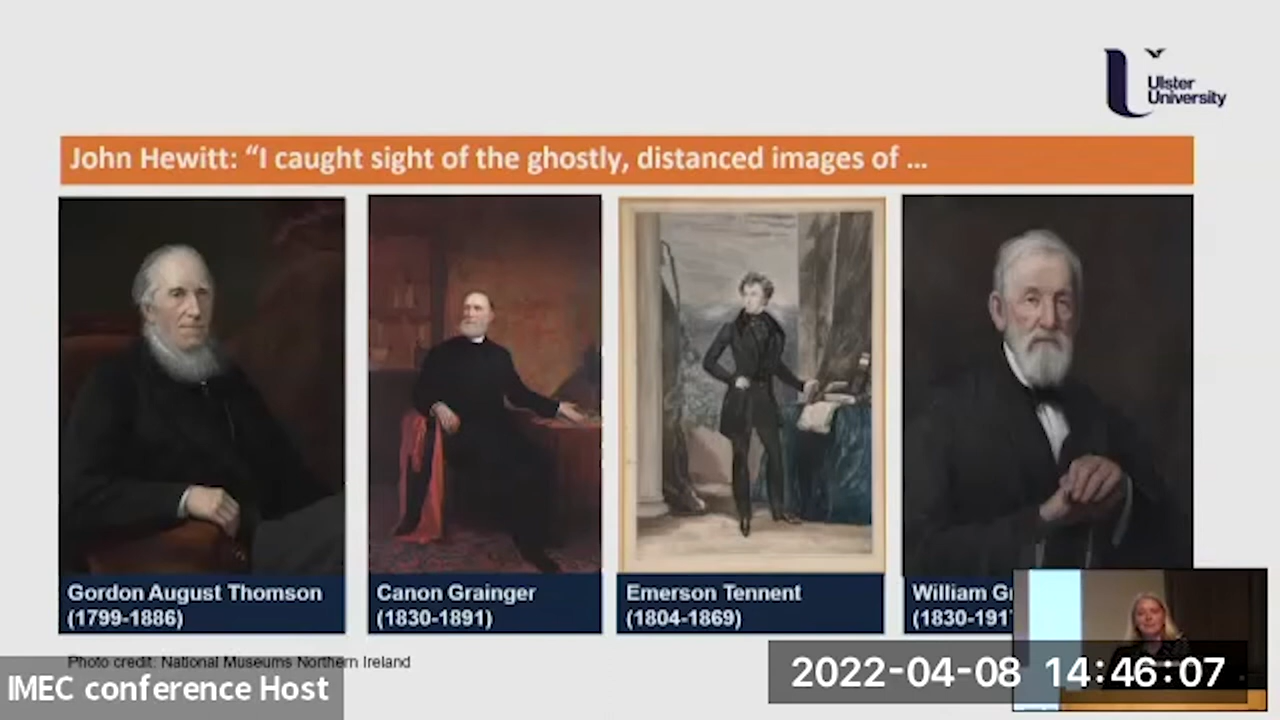 Ulster
University
John Hewitt: “I caught sight of the ghostly, distanced images of ...
Gordon August Thomson
(1799-1886)
Canon Grainger
(1830-1891)
Emerson Tennent
(1804-1869)
William
(1830-191
Photo credit: National Museums Northern Ireland
IMEC conference Host
2022-04-08 14:46:07